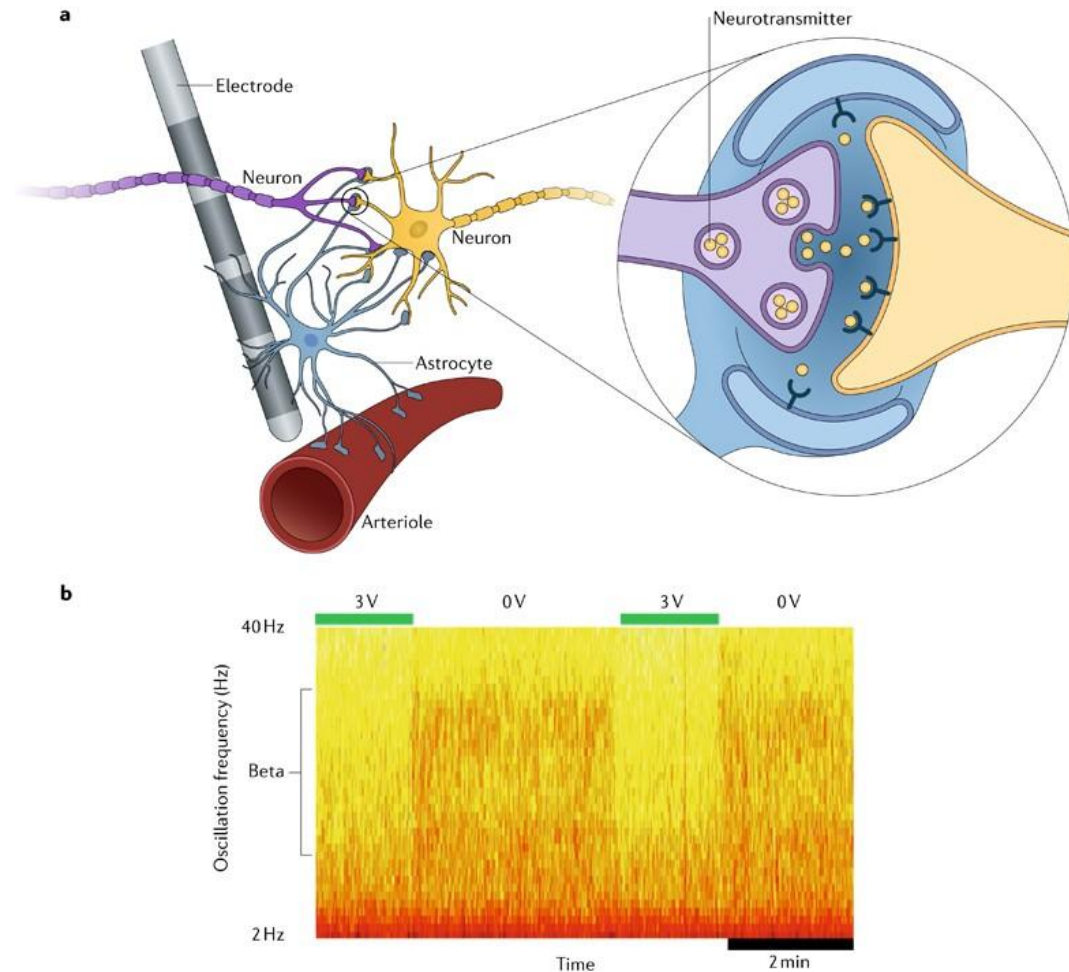 a
Neurotransmitter
Electrode
Neuron
Neuron
Astrocyte
Arteriole
b
3 V 0 V 3 V 0 V
40 Hz
Oscillation frequency (Hz)
Beta
2 Hz
Time 2 min